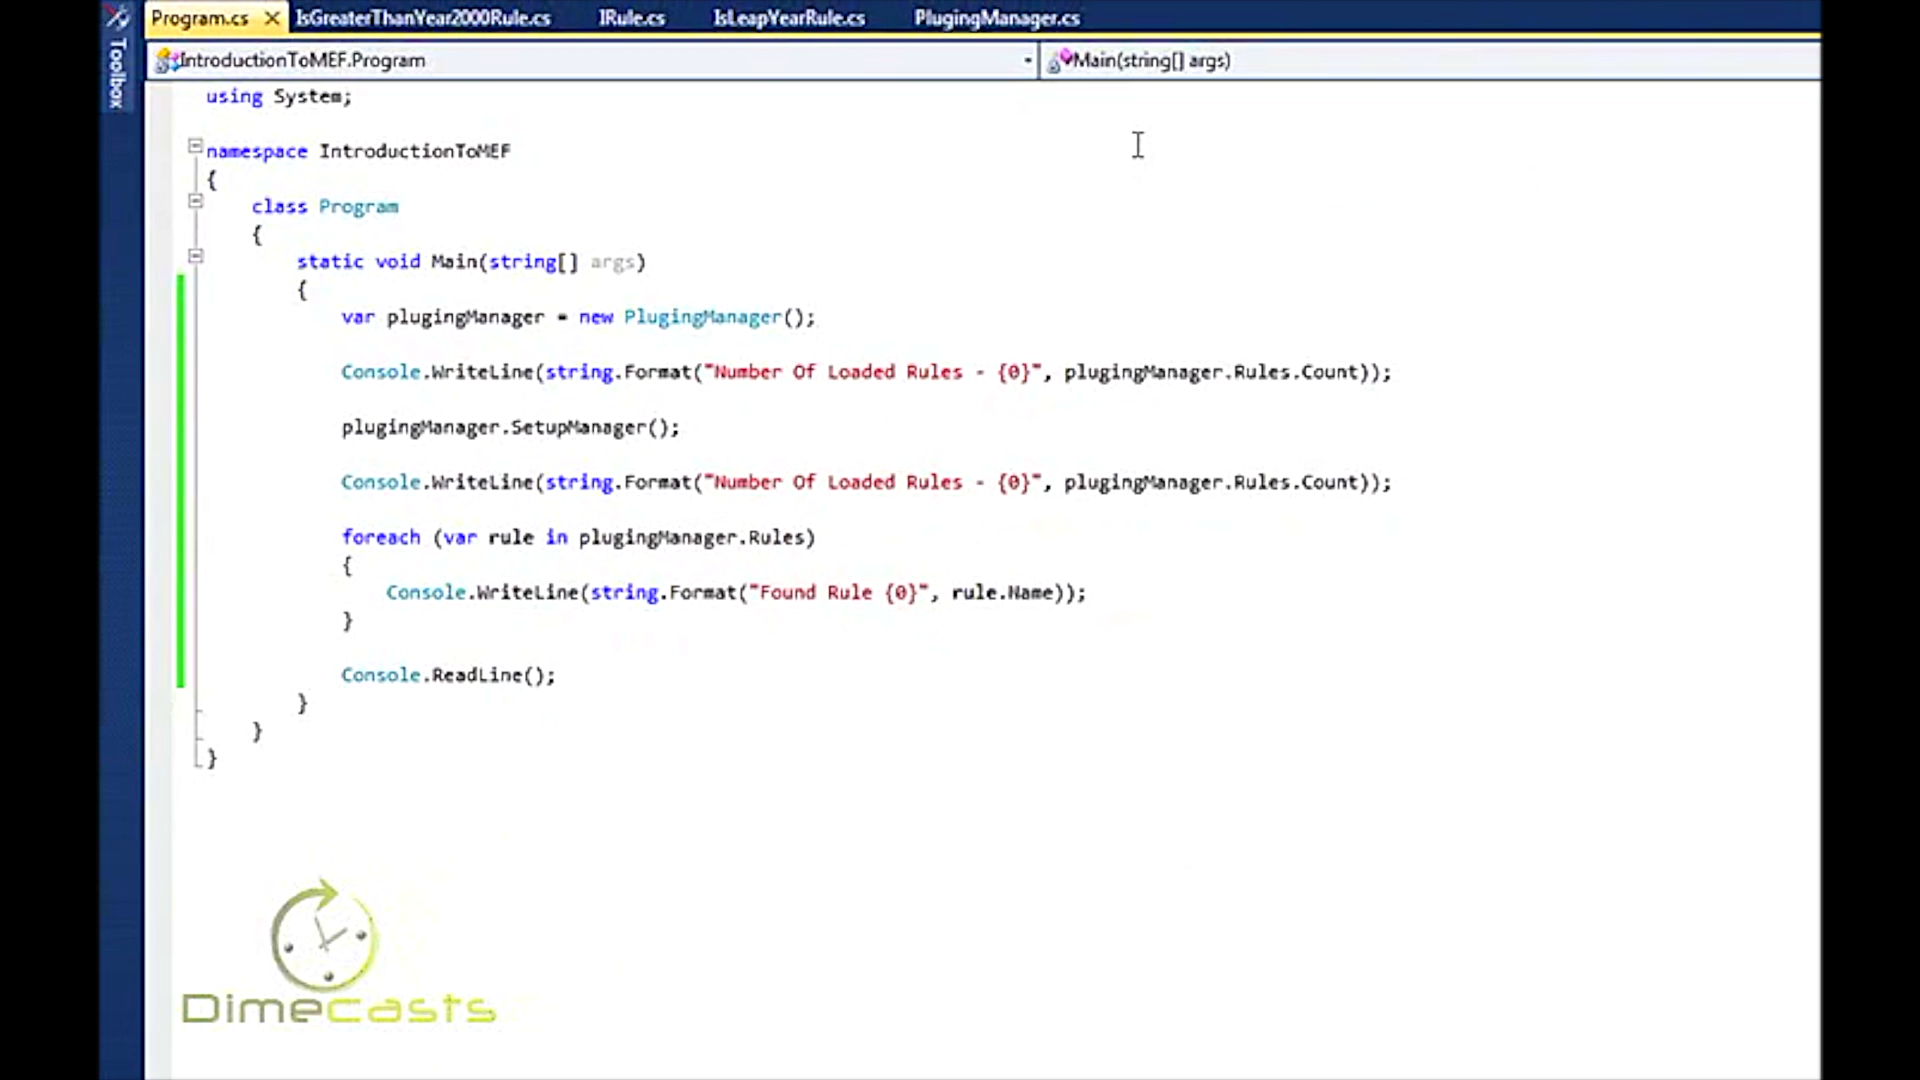 Program.cs IsGreaterThanYear2000Rule.cs IRule.cs IsLeapYearRule.cs PlugingManager.cs
Toolbox
IntroductionToMEF.Program Main(string[] args)
using System;
namespace IntroductionToMEF
{
class Program
{
static void Main(string[] args)
{
var plugingManager = new PlugingManager();
Console.WriteLine(string.Format("Number Of Loaded Rules - {0}", plugingManager.Rules.Count));
plugingManager.SetupManager();
Console.WriteLine(string.Format("Number Of Loaded Rules - {0}", plugingManager.Rules.Count));
foreach (var rule in plugingManager.Rules)
{
Console.WriteLine(string.Format("Found Rule {0}", rule.Name));
}
Console.ReadLine();
}
}
}
Dimecasts